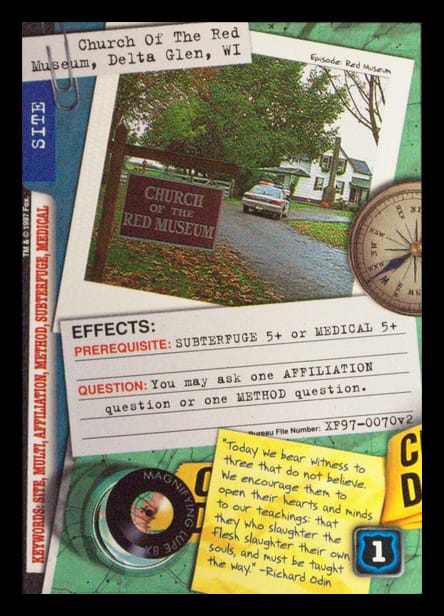 Church Of The Red
Museum, Delta Glen, WI
Episode: Red Museum
SITE
CHURCH
OF THE
RED MUSEUM
TM & © 1997 Fox.
KEYWORDS: SITE, MULTI, AFFILIATION, METHOD, SUBTERFUGE, MEDICAL
EFFECTS:
PREREQUISITE: SUBTERFUGE 5+ or MEDICAL 5+
QUESTION: You may ask one AFFILIATION
question or one METHOD question.
Bureau File Number: XF97-0070v2
MAGNIFYING LUPE 8X
"Today we bear witness to
three that do not believe.
We encourage them to
open their hearts and minds
to our teachings: that
they who slaughter the
Flesh slaughter their own
souls, and must be taught
the way." -Richard Odin
1